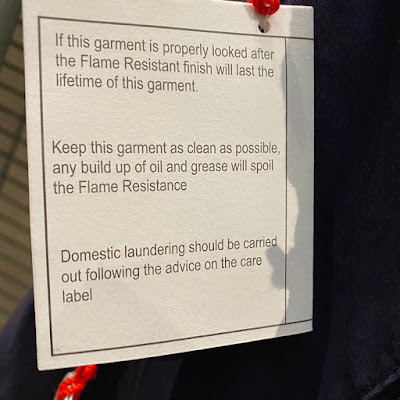 If this garment is properly looked after
the Flame Resistant finish will last the
lifetime of this garment.
Keep this garment as clean as possible,
any build up of oil and grease will spoil
the Flame Resistance
Domestic laundering should be carried
out following the advice on the care
label